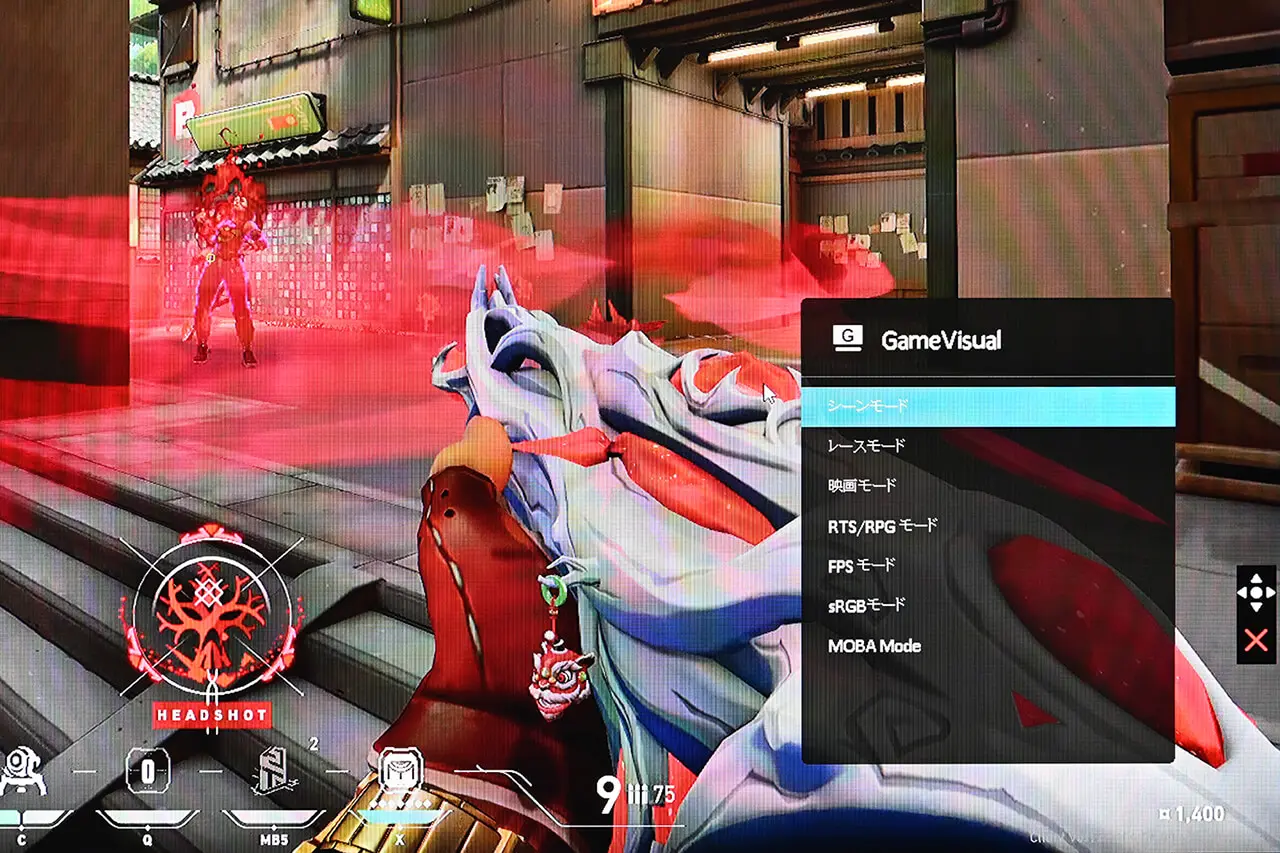 R
G GameVisual
シーンモード
レースモード
映画モード
RTS/RPG モード
FPS モード
sRGBモード
MOBA Mode
HEADSHOT
2
0
9
75
1,400
C
Q
MB5
X